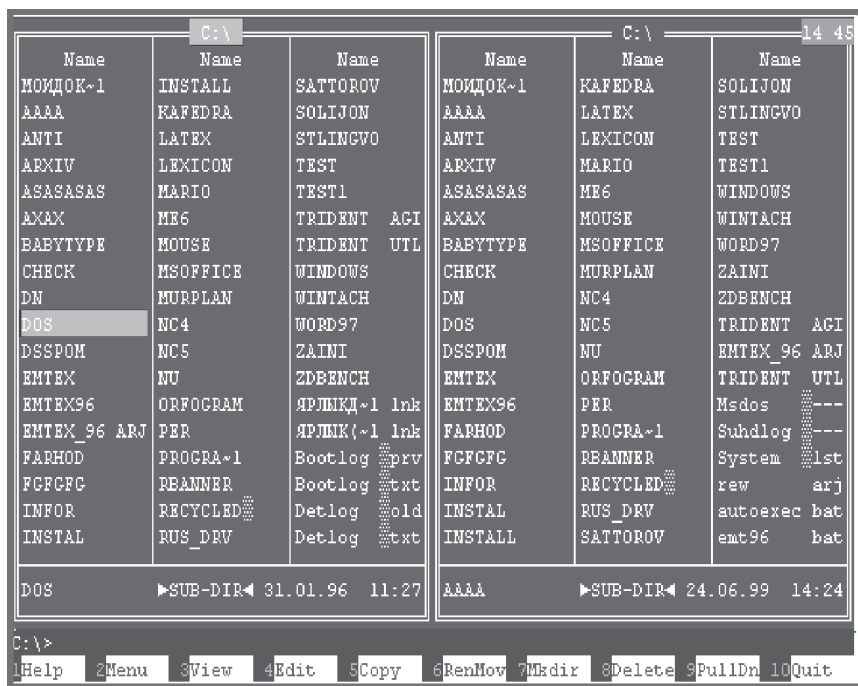 C:\ C:\ 14 45
Name Name Name Name Name Name
МОИДОК~1 INSTALL SATTOROV МОИДОК~1 KAFEDRA SOLIJON
AAAA KAFEDRA SOLIJON AAAA LATEX STLINGVO
ANTI LATEX STLINGVO ANTI LEXICON TEST
ARXIV LEXICON TEST ARXIV MARIO TEST1
ASASASAS MARIO TEST1 ASASASAS ME6 WINDOWS
AXAX ME6 TRIDENT AGI AXAX MOUSE WINTACH
BABYTYPE MOUSE TRIDENT UTL BABYTYPE MSOFFICE WORD97
CHECK MSOFFICE WINDOWS CHECK MURPLAN ZAINI
DN MURPLAN WINTACH DN NC4 ZDBENCH
DOS NC4 WORD97 DOS NC5 TRIDENT AGI
DSSPOM NC5 ZAINI DSSPOM NU EMTEX_96 ARJ
EMTEX NU ZDBENCH EMTEX ORFOGRAM TRIDENT UTL
EMTEX96 ORFOGRAM ЯРЛЫКД~1 lnk EMTEX96 PER Msdos ---
EMTEX_96 ARJ PER ЯРЛЫК(~1 lnk FARHOD PROGRA~1 Suhdlog ---
FARHOD PROGRA~1 Bootlog prv FGFGFG RBANNER System 1st
FGFGFG RBANNER Bootlog txt INFOR RECYCLED rew arj
INFOR RECYCLED Detlog old INSTAL RUS_DRV autoexec bat
INSTAL RUS_DRV Detlog txt INSTALL SATTOROV emt96 bat
DOS ►SUB-DIR◄ 31.01.96 11:27 AAAA ►SUB-DIR◄ 24.06.99 14:24
C:\>
1Help 2Menu 3View 4Edit 5Copy 6RenMov 7Mkdir 8Delete 9PullDn 10Quit